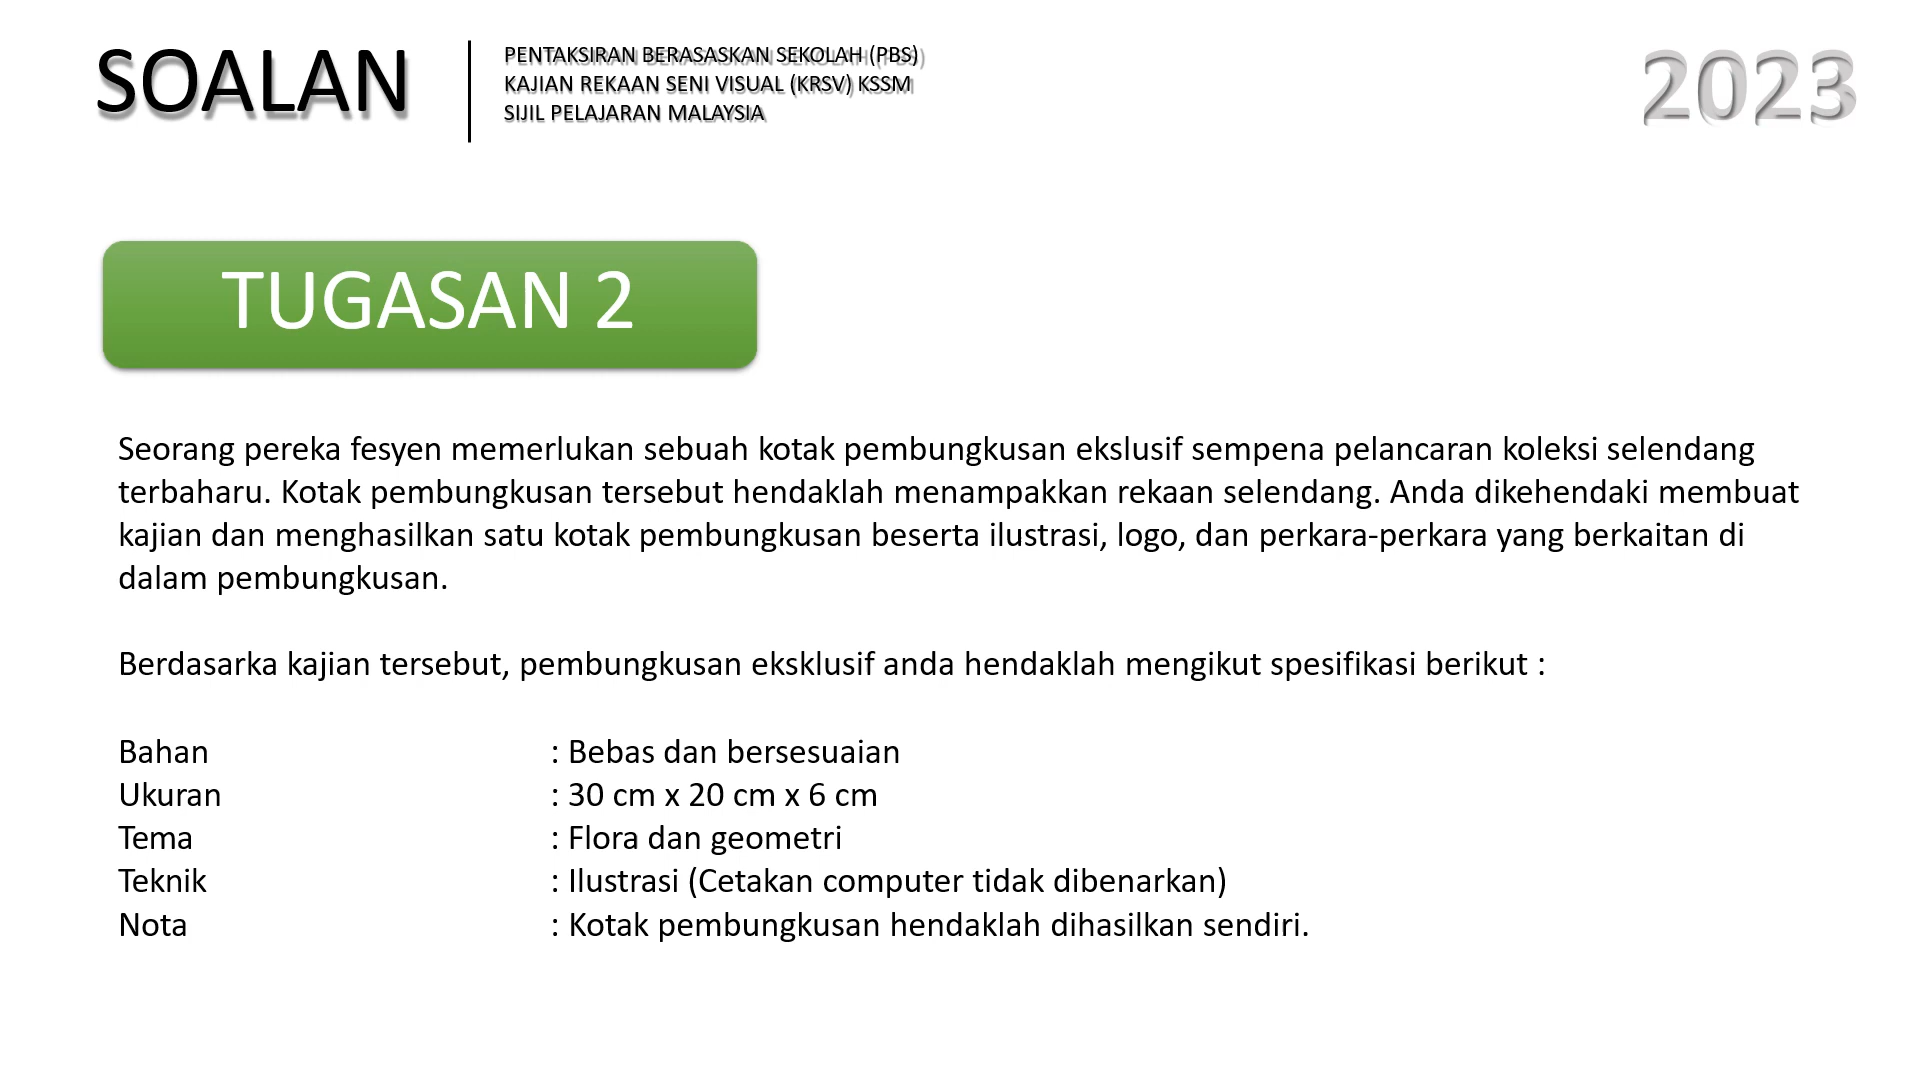 SOALAN
PENTAKSIRAN BERASASKAN SEKOLAH (PBS)
KAJIAN REKAAN SENI VISUAL (KRSV) KSSM
SIJIL PELAJARAN MALAYSIA
2023
TUGASAN 2
Seorang pereka fesyen memerlukan sebuah kotak pembungkusan ekslusif sempena pelancaran koleksi selendang
terbaharu. Kotak pembungkusan tersebut hendaklah menampakkan rekaan selendang. Anda dikehendaki membuat
kajian dan menghasilkan satu kotak pembungkusan beserta ilustrasi, logo, dan perkara-perkara yang berkaitan di
dalam pembungkusan.
Berdasarka kajian tersebut, pembungkusan eksklusif anda hendaklah mengikut spesifikasi berikut :
Bahan : Bebas dan bersesuaian
Ukuran : 30 cm x 20 cm x 6 cm
Tema : Flora dan geometri
Teknik : Ilustrasi (Cetakan computer tidak dibenarkan)
Nota : Kotak pembungkusan hendaklah dihasilkan sendiri.